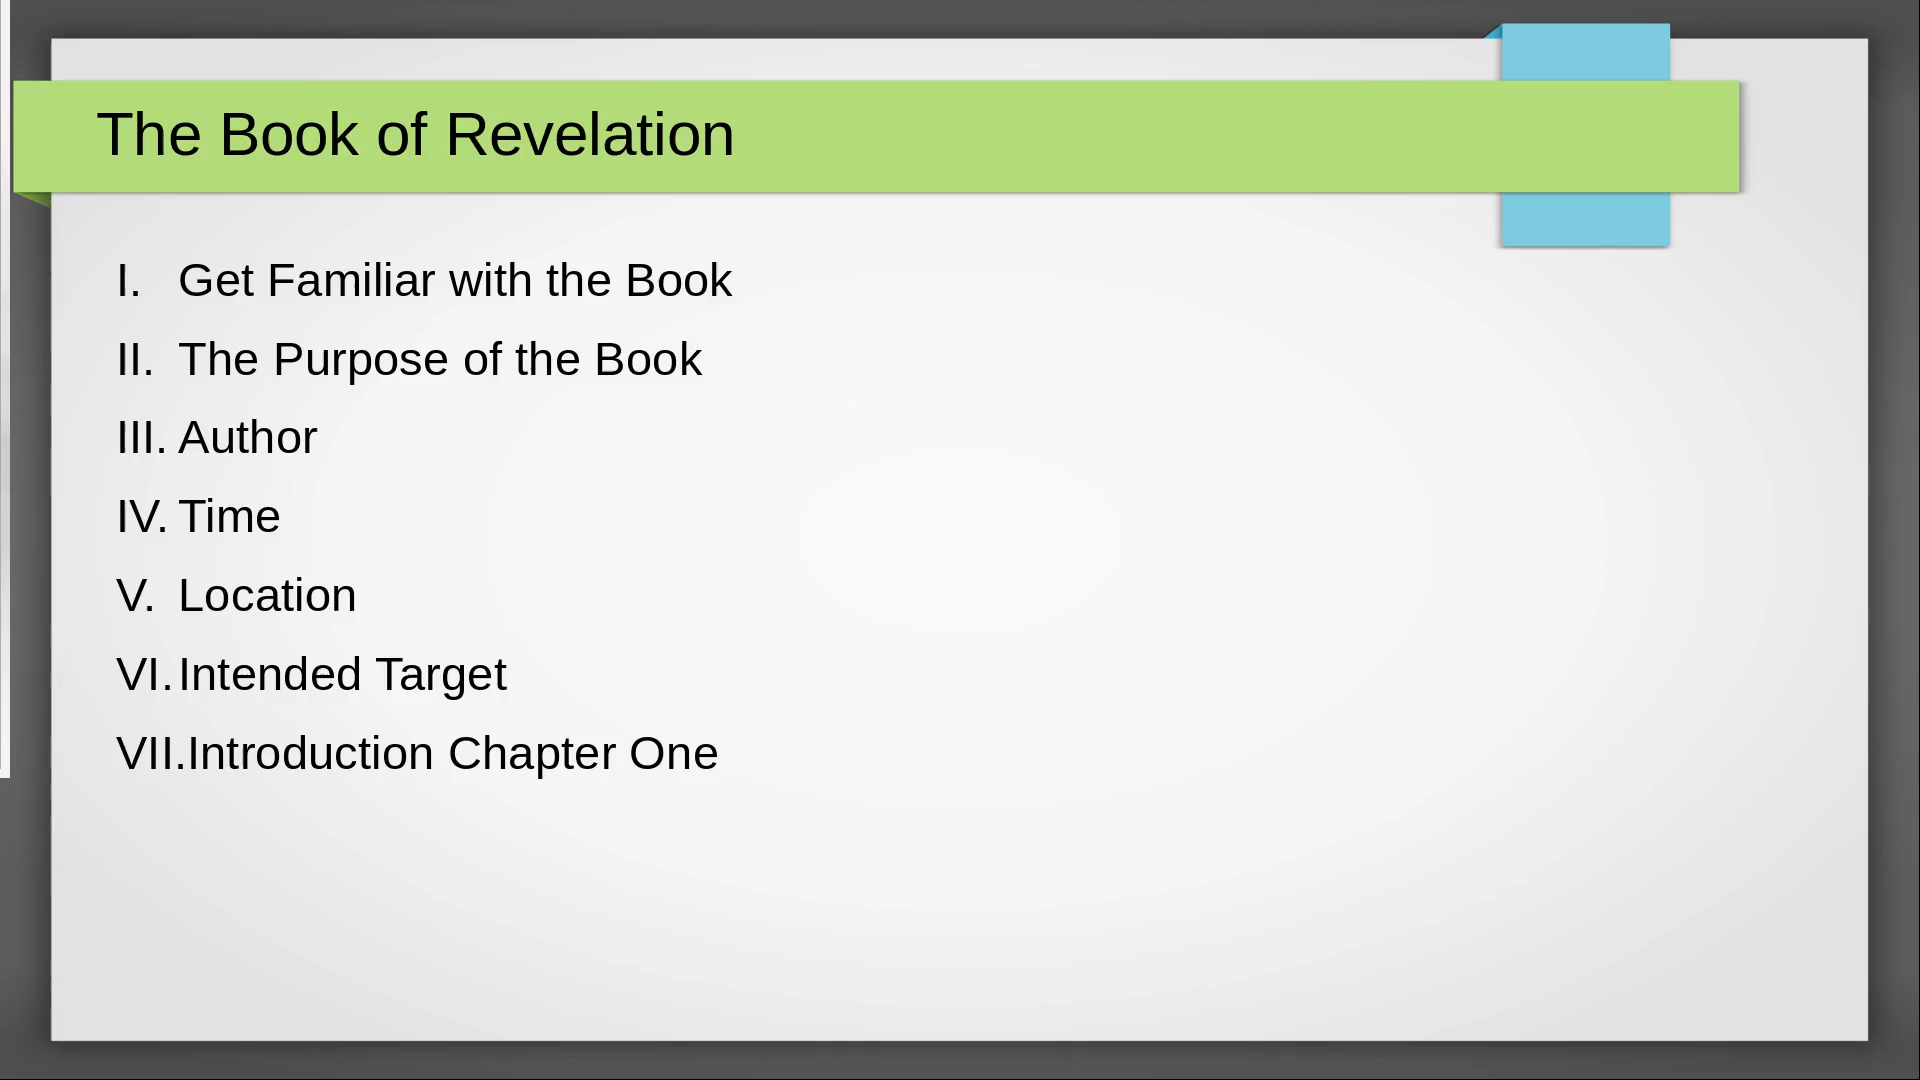 The Book of Revelation
I. Get Familiar with the Book
II. The Purpose of the Book
III. Author
IV. Time
V. Location
VI. Intended Target
VII.Introduction Chapter One